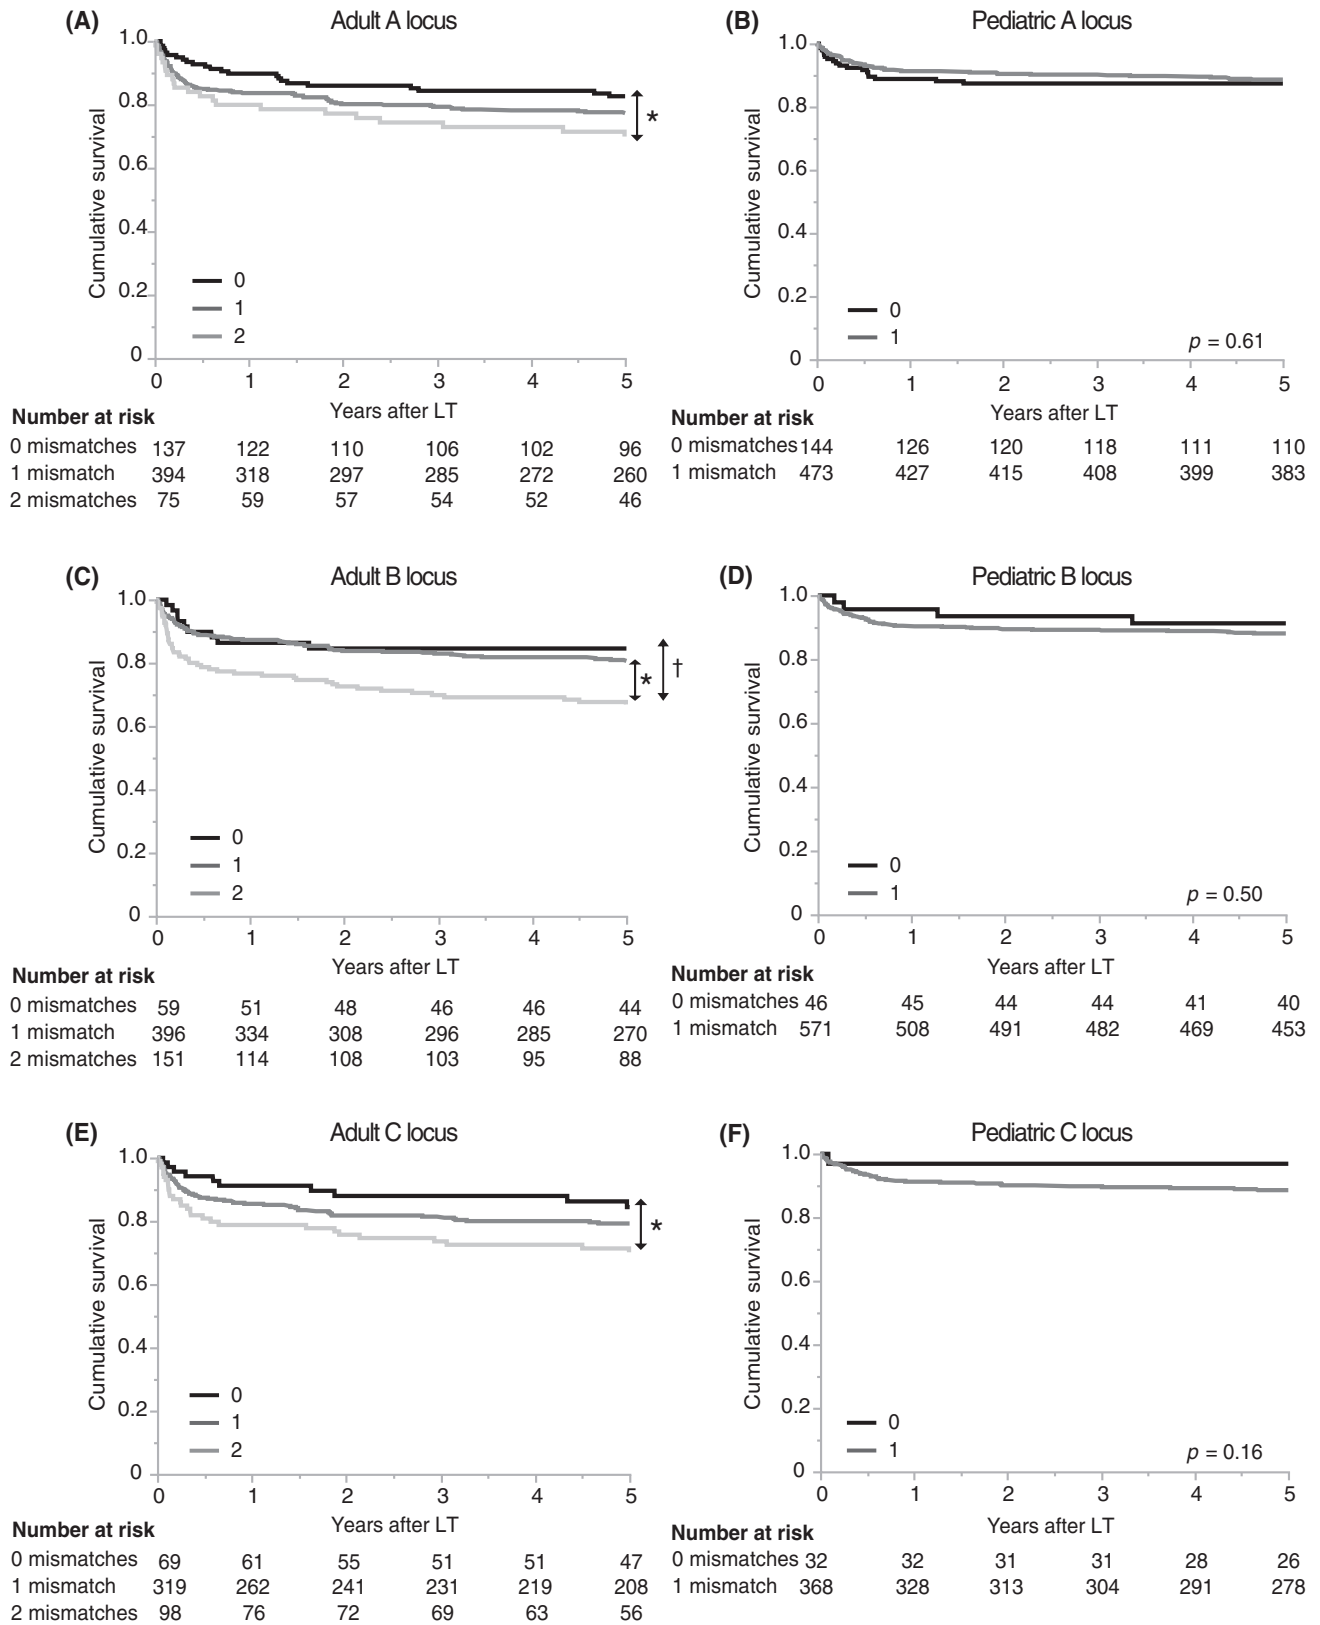 (A) Adult A locus
1.0
0.8
0.6
0.4
0.2
0
Cumulative survival
0
1
2
*
0 1 2 3 4 5
Years after LT
Number at risk
0 mismatches 137 122 110 106 102 96
1 mismatch 394 318 297 285 272 260
2 mismatches 75 59 57 54 52 46
(B) Pediatric A locus
1.0
0.8
0.6
0.4
0.2
0
Cumulative survival
0
1
p = 0.61
0 1 2 3 4 5
Years after LT
Number at risk
0 mismatches 144 126 120 118 111 110
1 mismatch 473 427 415 408 399 383
(C) Adult B locus
1.0
0.8
0.6
0.4
0.2
0
Cumulative survival
0
1
2
* †
0 1 2 3 4 5
Years after LT
Number at risk
0 mismatches 59 51 48 46 46 44
1 mismatch 396 334 308 296 285 270
2 mismatches 151 114 108 103 95 88
(D) Pediatric B locus
1.0
0.8
0.6
0.4
0.2
0
Cumulative survival
0
1
p = 0.50
0 1 2 3 4 5
Years after LT
Number at risk
0 mismatches 46 45 44 44 41 40
1 mismatch 571 508 491 482 469 453
(E) Adult C locus
1.0
0.8
0.6
0.4
0.2
0
Cumulative survival
0
1
2
*
0 1 2 3 4 5
Years after LT
Number at risk
0 mismatches 69 61 55 51 51 47
1 mismatch 319 262 241 231 219 208
2 mismatches 98 76 72 69 63 56
(F) Pediatric C locus
1.0
0.8
0.6
0.4
0.2
0
Cumulative survival
0
1
p = 0.16
0 1 2 3 4 5
Years after LT
Number at risk
0 mismatches 32 32 31 31 28 26
1 mismatch 368 328 313 304 291 278